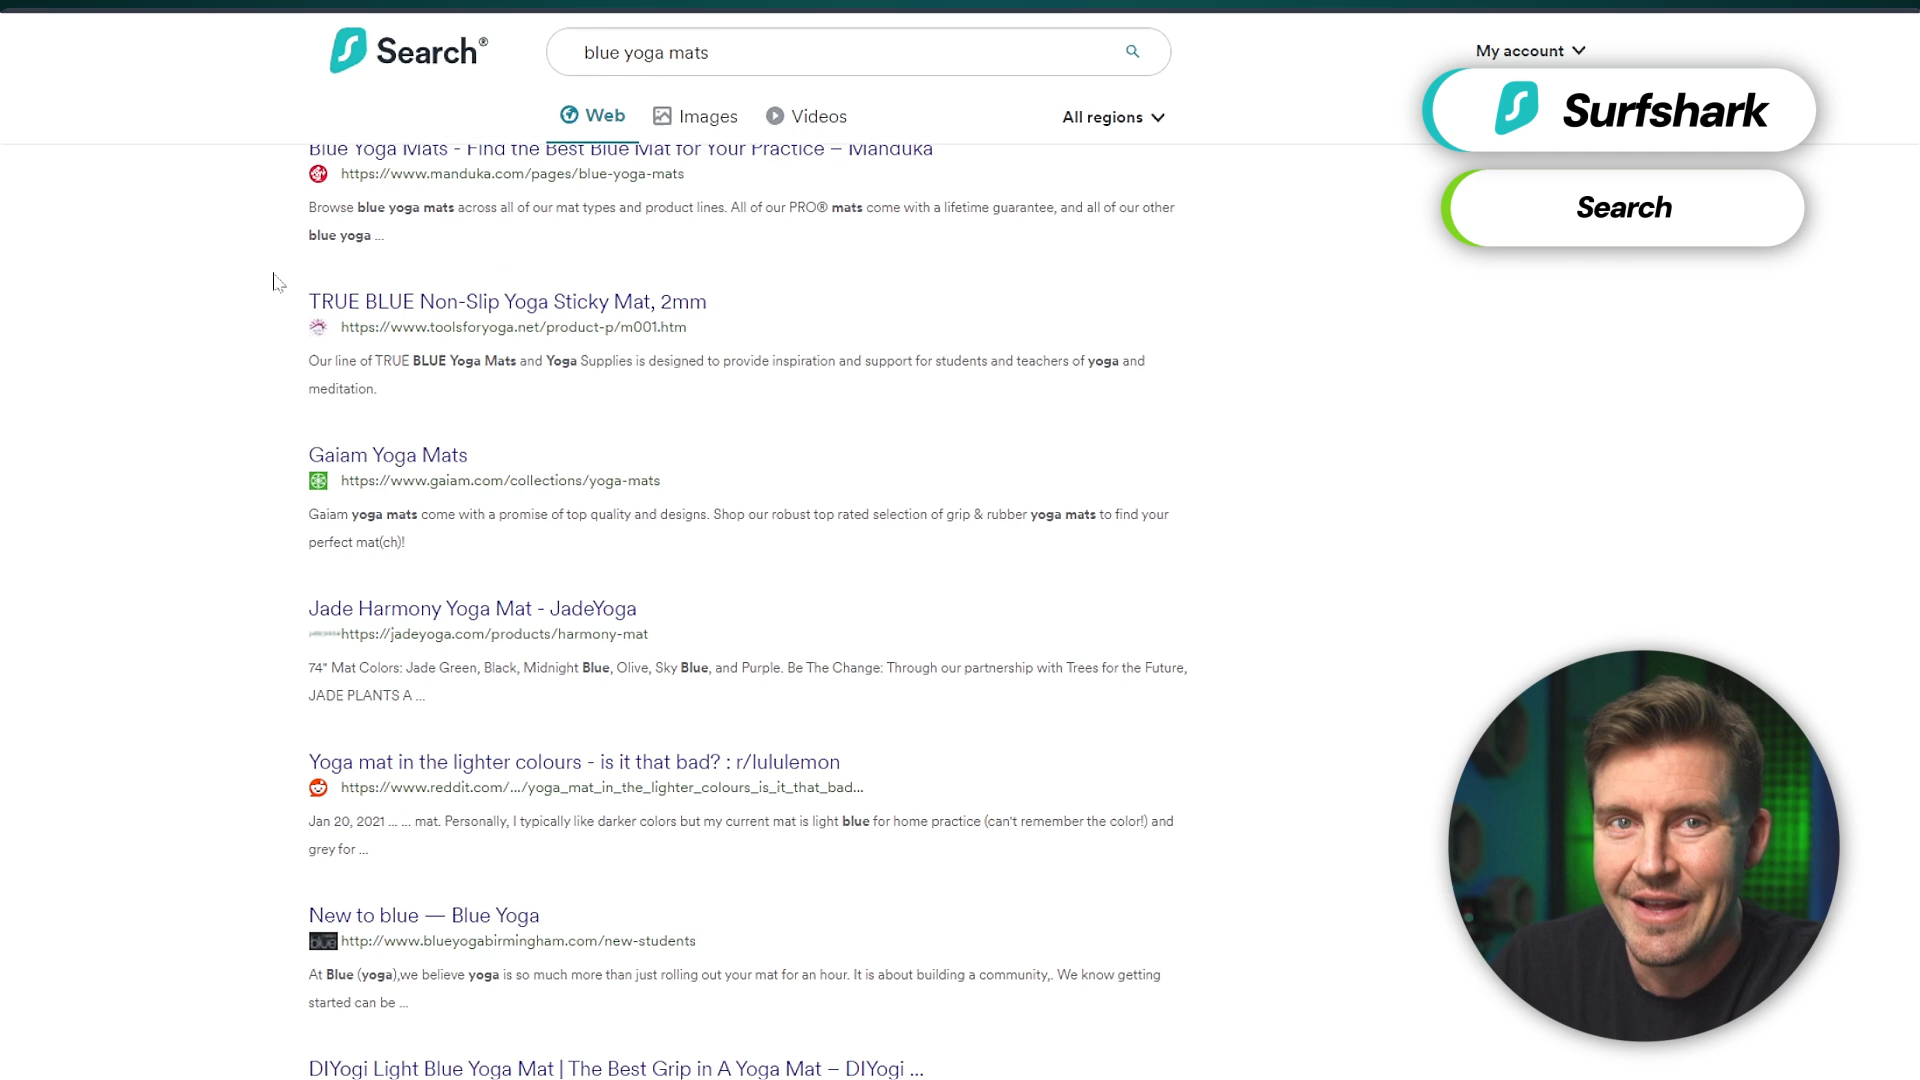 Search®
blue yoga mats
My account
Web
Images
Videos
All regions
Surfshark
Search
Blue Yoga Mats - Find the Best Blue Mat for Your Practice – Manduka
https://www.manduka.com/pages/blue-yoga-mats
Browse blue yoga mats across all of our mat types and product lines. All of our PRO® mats come with a lifetime guarantee, and all of our other
blue yoga ...
TRUE BLUE Non-Slip Yoga Sticky Mat, 2mm
https://www.toolsforyoga.net/product-p/m001.htm
Our line of TRUE BLUE Yoga Mats and Yoga Supplies is designed to provide inspiration and support for students and teachers of yoga and
meditation.
Gaiam Yoga Mats
https://www.gaiam.com/collections/yoga-mats
Gaiam yoga mats come with a promise of top quality and designs. Shop our robust top rated selection of grip & rubber yoga mats to find your
perfect mat(ch)!
Jade Harmony Yoga Mat - JadeYoga
https://jadeyoga.com/products/harmony-mat
74" Mat Colors: Jade Green, Black, Midnight Blue, Olive, Sky Blue, and Purple. Be The Change: Through our partnership with Trees for the Future,
JADE PLANTS A ...
Yoga mat in the lighter colours - is it that bad? : r/lululemon
https://www.reddit.com/.../yoga_mat_in_the_lighter_colours_is_it_that_bad...
Jan 20, 2021 ... ... mat. Personally, I typically like darker colors but my current mat is light blue for home practice (can't remember the color!) and
grey for ...
New to blue — Blue Yoga
blue
http://www.blueyogabirmingham.com/new-students
At Blue (yoga),we believe yoga is so much more than just rolling out your mat for an hour. It is about building a community,. We know getting
started can be ...
DIYogi Light Blue Yoga Mat | The Best Grip in A Yoga Mat – DIYogi ...